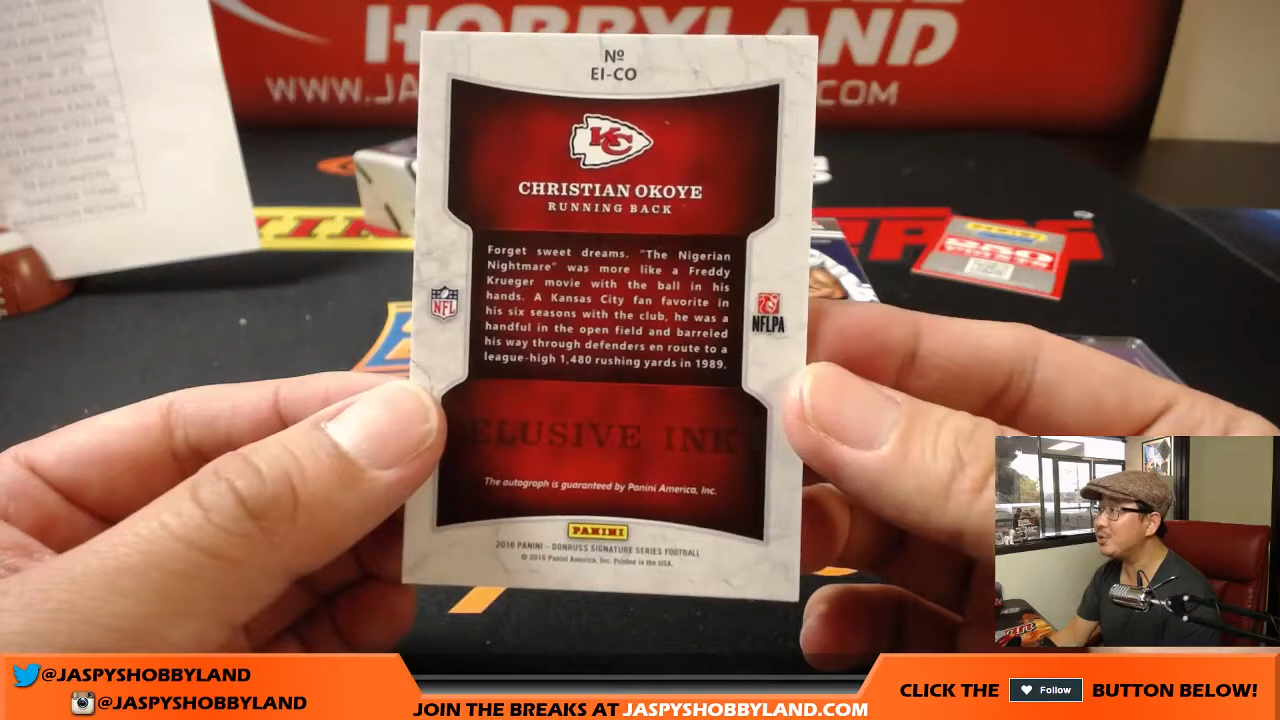 HOBBYLAND
WWW.JA
.COM
Nº
EI-CO
KC
CHRISTIAN OKOYE
RUNNING BACK
Forget sweet dreams. "The Nigerian
Nightmare" was more like a Freddy
Krueger movie with the ball in his
hands. A Kansas City fan favorite in
his six seasons with the club, he was a
handful in the open field and barreled
his way through defenders en route to a
league-high 1,480 rushing yards in 1989.
NFL
NFLPA
ELUSIVE INK
The autograph is guaranteed by Panini America, Inc.
PANINI
2016 PANINI – DONRUSS SIGNATURE SERIES FOOTBALL
© 2016 Panini America, Inc. Printed in the USA.
250
POINTS
@JASPYSHOBBYLAND
@JASPYSHOBBYLAND
JOIN THE BREAKS AT JASPYSHOBBYLAND.COM
CLICK THE Follow BUTTON BELOW!